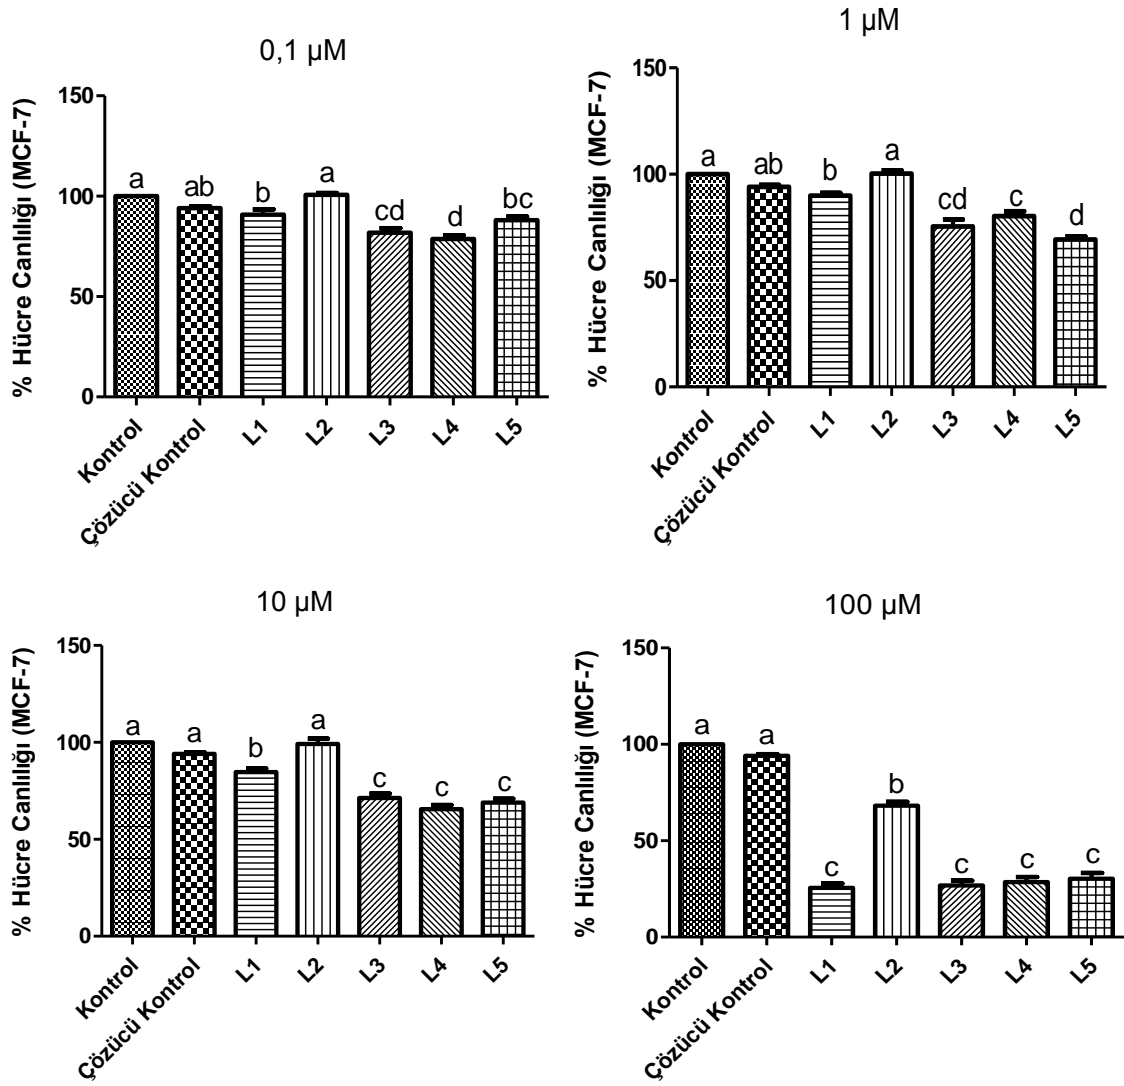 0,1 µM
% Hücre Canlılığı (MCF-7)
150
100
50
0
a
ab
b
a
cd
d
bc
Kontrol
Çözücü Kontrol
L1
L2
L3
L4
L5
1 µM
% Hücre Canlılığı (MCF-7)
150
100
50
0
a
ab
b
a
cd
c
d
Kontrol
Çözücü Kontrol
L1
L2
L3
L4
L5
10 µM
% Hücre Canlılığı (MCF-7)
150
100
50
0
a
a
b
a
c
c
c
Kontrol
Çözücü Kontrol
L1
L2
L3
L4
L5
100 µM
% Hücre Canlılığı (MCF-7)
150
100
50
0
a
a
c
b
c
c
c
Kontrol
Çözücü Kontrol
L1
L2
L3
L4
L5